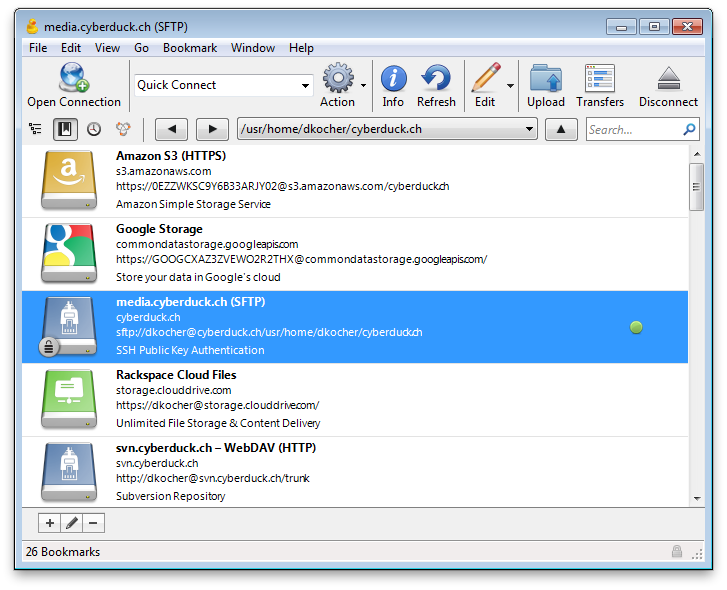 media.cyberduck.ch (SFTP)
File Edit View Go Bookmark Window Help
Quick Connect
Open Connection Action Info Refresh Edit Upload Transfers Disconnect
/usr/home/dkocher/cyberduck.ch Search...
Amazon S3 (HTTPS)
s3.amazonaws.com
https://0EZZWKSC9Y6B33ARJY02@s3.amazonaws.com/cyberduck.ch
Amazon Simple Storage Service
Google Storage
commondatastorage.googleapis.com
https://GOOGCXAZ3ZVEWO2R2THX@commondatastorage.googleapis.com/
Store your data in Google's cloud
media.cyberduck.ch (SFTP)
cyberduck.ch
sftp://dkocher@cyberduck.ch/usr/home/dkocher/cyberduck.ch
SSH Public Key Authentication
Rackspace Cloud Files
storage.clouddrive.com
https://dkocher@storage.clouddrive.com/
Unlimited File Storage & Content Delivery
svn.cyberduck.ch – WebDAV (HTTP)
svn.cyberduck.ch
http://dkocher@svn.cyberduck.ch/trunk
Subversion Repository
26 Bookmarks